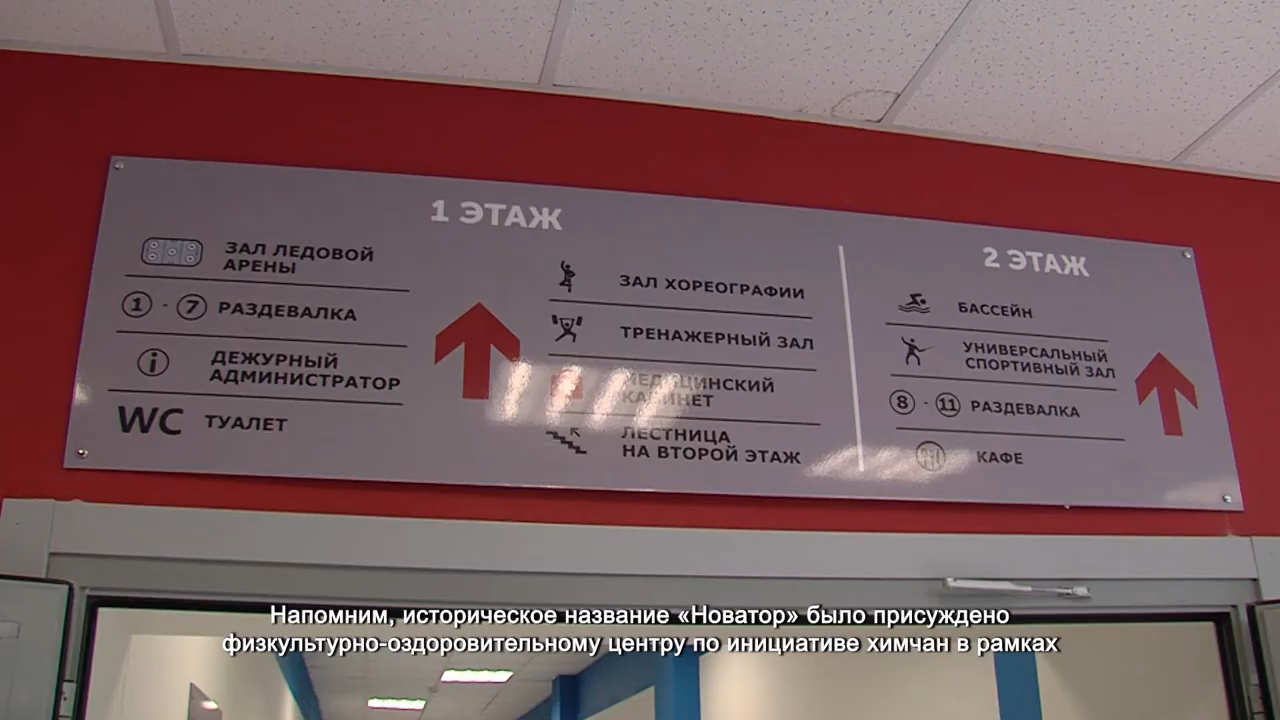 1 ЭТАЖ
ЗАЛ ЛЕДОВОЙ
АРЕНЫ
1 - 7 РАЗДЕВАЛКА
ДЕЖУРНЫЙ
АДМИНИСТРАТОР
WC ТУАЛЕТ
ЗАЛ ХОРЕОГРАФИИ
ТРЕНАЖЕРНЫЙ ЗАЛ
МЕДИЦИНСКИЙ
КАБИНЕТ
ЛЕСТНИЦА
НА ВТОРОЙ ЭТАЖ
2 ЭТАЖ
БАССЕЙН
УНИВЕРСАЛЬНЫЙ
СПОРТИВНЫЙ ЗАЛ
8 - 11 РАЗДЕВАЛКА
КАФЕ
Напомним, историческое название «Новатор» было присуждено
физкультурно-оздоровительному центру по инициативе химчан в рамках